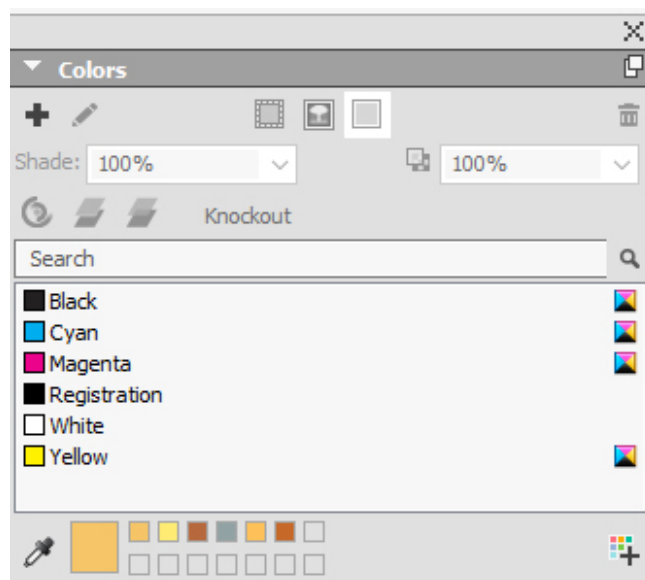 Colors
Shade: 100% 100%
Knockout
Search
Black
Cyan
Magenta
Registration
White
Yellow